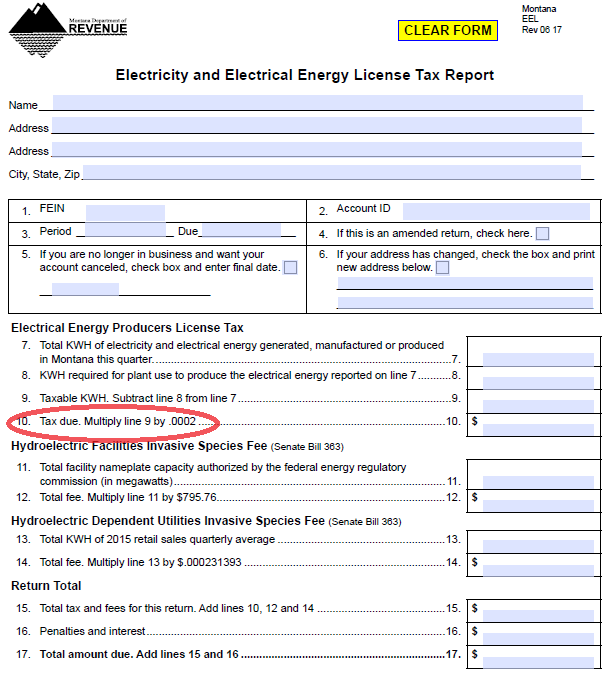 Montana Department of
REVENUE
CLEAR FORM
Montana
EEL
Rev 06 17
Electricity and Electrical Energy License Tax Report
Name
Address
Address
City, State, Zip
1. FEIN
2. Account ID
3. Period Due
4. If this is an amended return, check here.
5. If you are no longer in business and want your
account canceled, check box and enter final date.
6. If your address has changed, check the box and print
new address below.
Electrical Energy Producers License Tax
7. Total KWH of electricity and electrical energy generated, manufactured or produced
in Montana this quarter. 7.
8. KWH required for plant use to produce the electrical energy reported on line 7 8.
9. Taxable KWH. Subtract line 8 from line 7 9.
10. Tax due. Multiply line 9 by .0002 10. $
Hydroelectric Facilities Invasive Species Fee (Senate Bill 363)
11. Total facility nameplate capacity authorized by the federal energy regulatory
commission (in megawatts) 11.
12. Total fee. Multiply line 11 by $795.76 12. $
Hydroelectric Dependent Utilities Invasive Species Fee (Senate Bill 363)
13. Total KWH of 2015 retail sales quarterly average 13.
14. Total fee. Multiply line 13 by $.000231393 14. $
Return Total
15. Total tax and fees for this return. Add lines 10, 12 and 14 15. $
16. Penalties and interest 16. $
17. Total amount due. Add lines 15 and 16 17. $